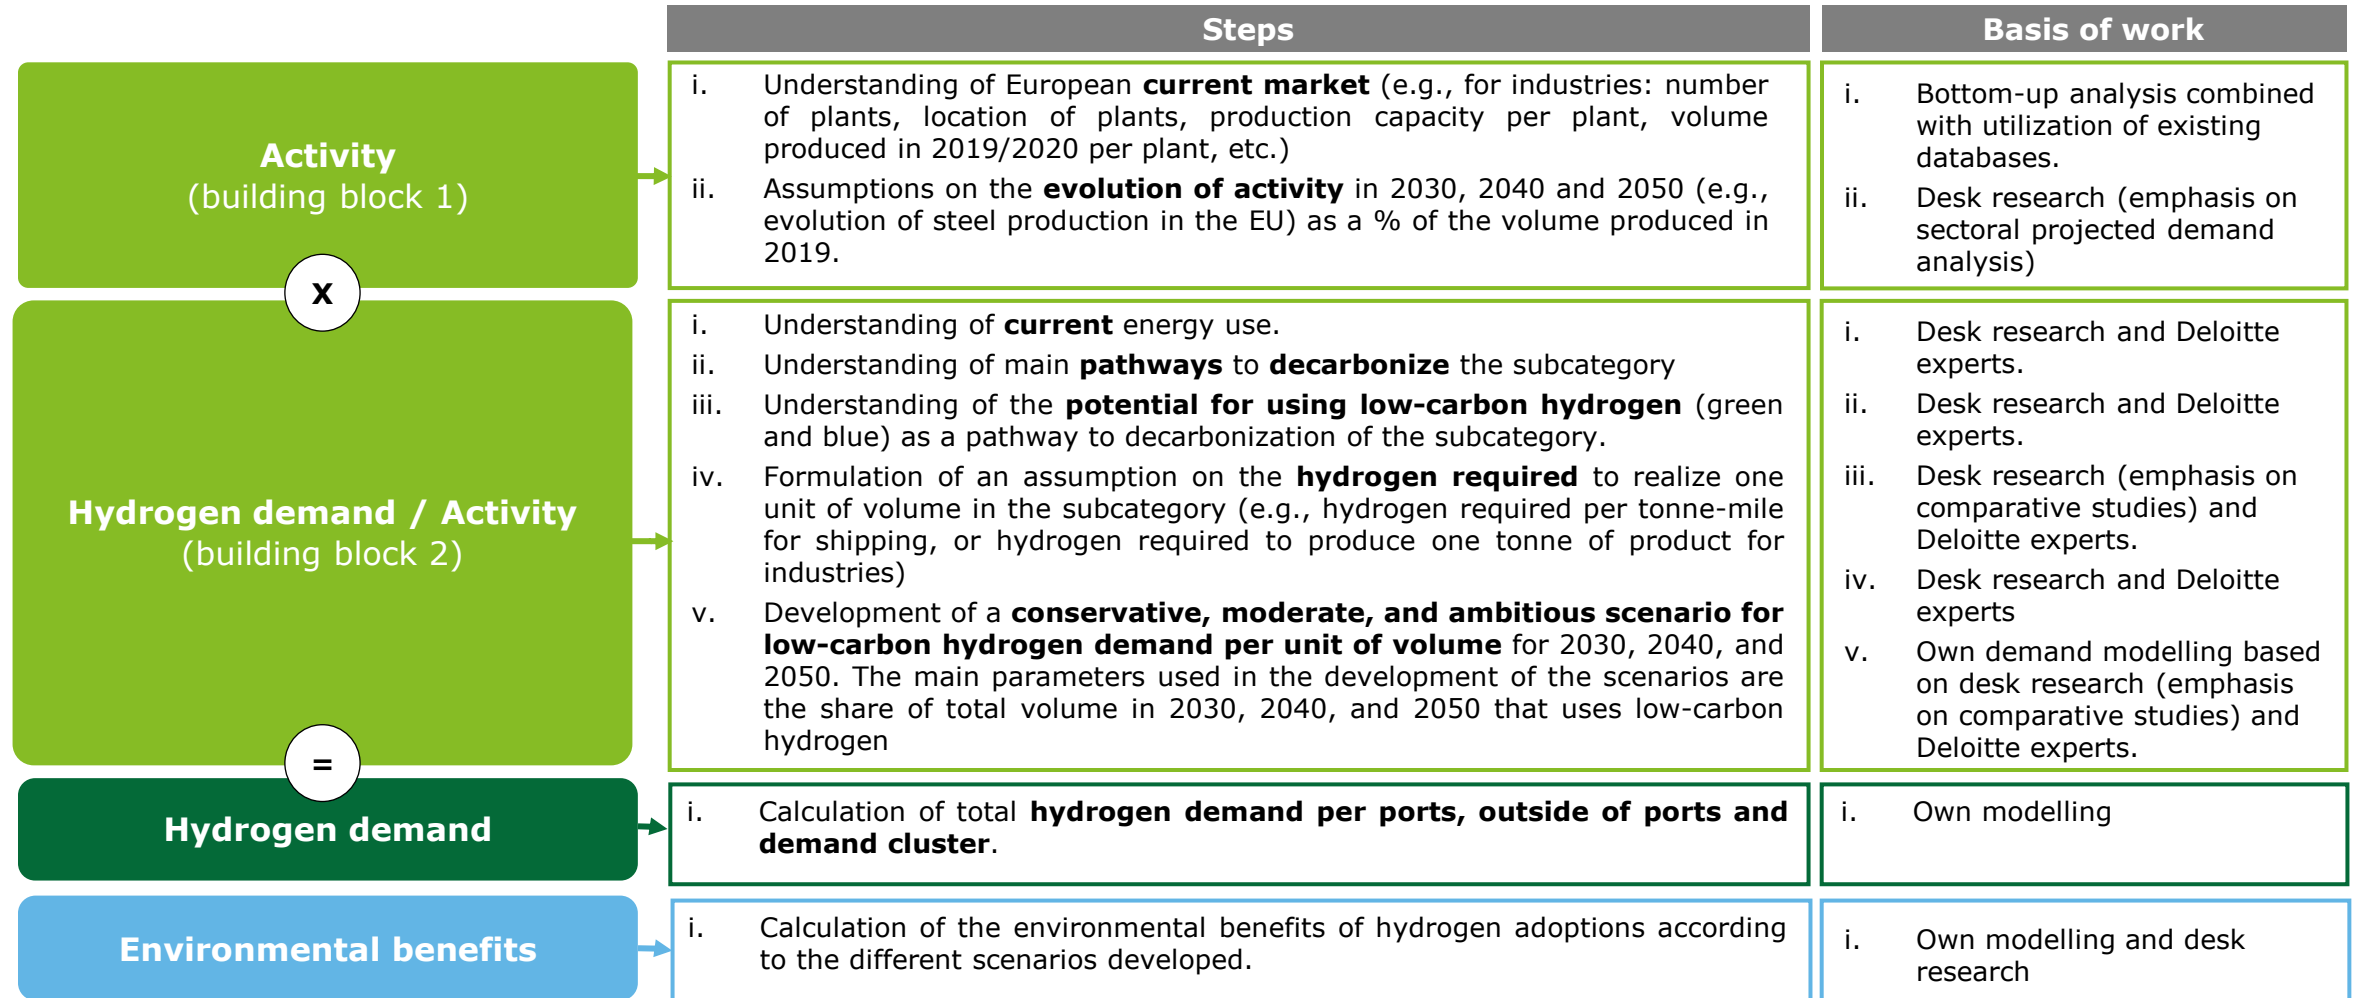 Steps
Basis of work
Activity
(building block 1)
i. Understanding of European current market (e.g., for industries: number
of plants, location of plants, production capacity per plant, volume
produced in 2019/2020 per plant, etc.)
ii. Assumptions on the evolution of activity in 2030, 2040 and 2050 (e.g.,
evolution of steel production in the EU) as a % of the volume produced in
2019.
i. Bottom-up analysis combined
with utilization of existing
databases.
ii. Desk research (emphasis on
sectoral projected demand
analysis)
X
Hydrogen demand / Activity
(building block 2)
i. Understanding of current energy use.
ii. Understanding of main pathways to decarbonize the subcategory
iii. Understanding of the potential for using low-carbon hydrogen (green
and blue) as a pathway to decarbonization of the subcategory.
iv. Formulation of an assumption on the hydrogen required to realize one
unit of volume in the subcategory (e.g., hydrogen required per tonne-mile
for shipping, or hydrogen required to produce one tonne of product for
industries)
v. Development of a conservative, moderate, and ambitious scenario for
low-carbon hydrogen demand per unit of volume for 2030, 2040, and
2050. The main parameters used in the development of the scenarios are
the share of total volume in 2030, 2040, and 2050 that uses low-carbon
hydrogen
i. Desk research and Deloitte
experts.
ii. Desk research and Deloitte
experts.
iii. Desk research (emphasis on
comparative studies) and
Deloitte experts.
iv. Desk research and Deloitte
experts
v. Own demand modelling based
on desk research (emphasis
on comparative studies) and
Deloitte experts.
=
Hydrogen demand
i. Calculation of total hydrogen demand per ports, outside of ports and
demand cluster.
i. Own modelling
Environmental benefits
i. Calculation of the environmental benefits of hydrogen adoptions according
to the different scenarios developed.
i. Own modelling and desk
research